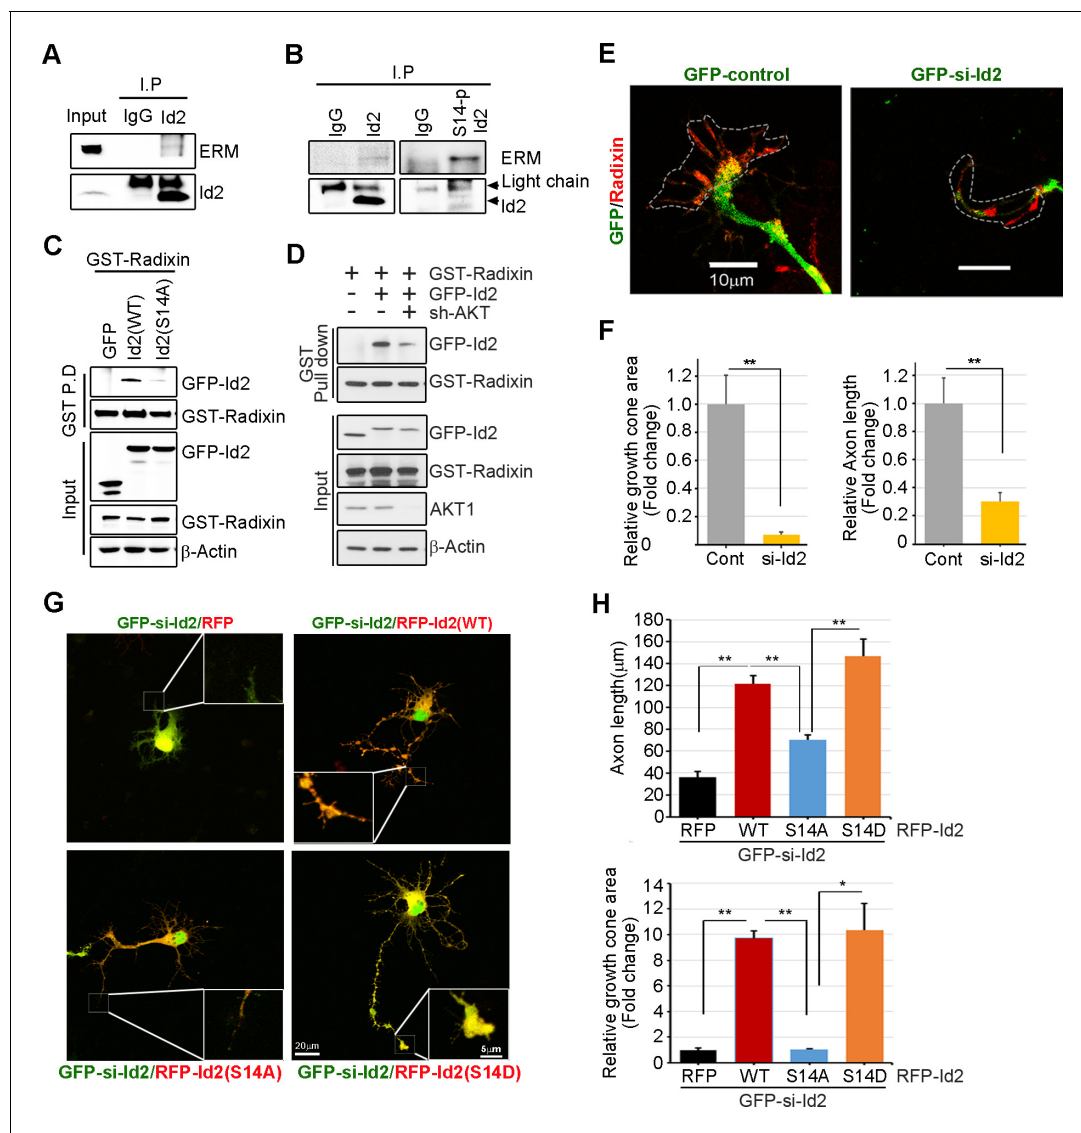 A
I.P
Input IgG Id2
ERM
Id2
B
I.P
IgG Id2 IgG S14-p Id2
ERM
Light chain
Id2
C
GST-Radixin
GFP Id2(WT) Id2(S14A)
GST P.D
GFP-Id2
GST-Radixin
Input
GFP-Id2
GST-Radixin
β-Actin
D
+ + + GST-Radixin
- + + GFP-Id2
- - + sh-AKT
GST Pull down
GFP-Id2
GST-Radixin
Input
GFP-Id2
GST-Radixin
AKT1
β-Actin
E
GFP-control GFP-si-Id2
GFP/Radixin
10μm
F
Relative growth cone area
(Fold change)
1.2
1.0
0.8
0.6
0.4
0.2
0
**
Cont si-Id2
Relative Axon length
(Fold change)
1.2
1.0
0.8
0.6
0.4
0.2
0
**
Cont si-Id2
G
GFP-si-Id2/RFP GFP-si-Id2/RFP-Id2(WT)
20μm 5μm
GFP-si-Id2/RFP-Id2(S14A) GFP-si-Id2/RFP-Id2(S14D)
H
Axon length(μm)
180
160
140
120
100
80
60
40
20
0
** ** **
RFP WT S14A S14D RFP-Id2
GFP-si-Id2
Relative growth cone area
(Fold change)
14
12
10
8
6
4
2
0
** ** *
RFP WT S14A S14D RFP-Id2
GFP-si-Id2